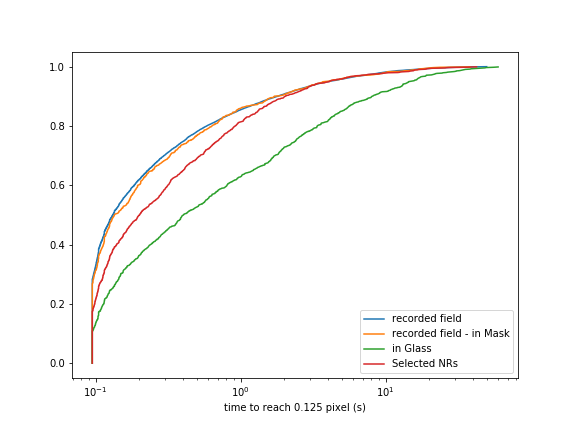 1.0
0.8
0.6
0.4
0.2
0.0
10⁻¹ 10⁰ 10¹
time to reach 0.125 pixel (s)
recorded field
recorded field - in Mask
in Glass
Selected NRs